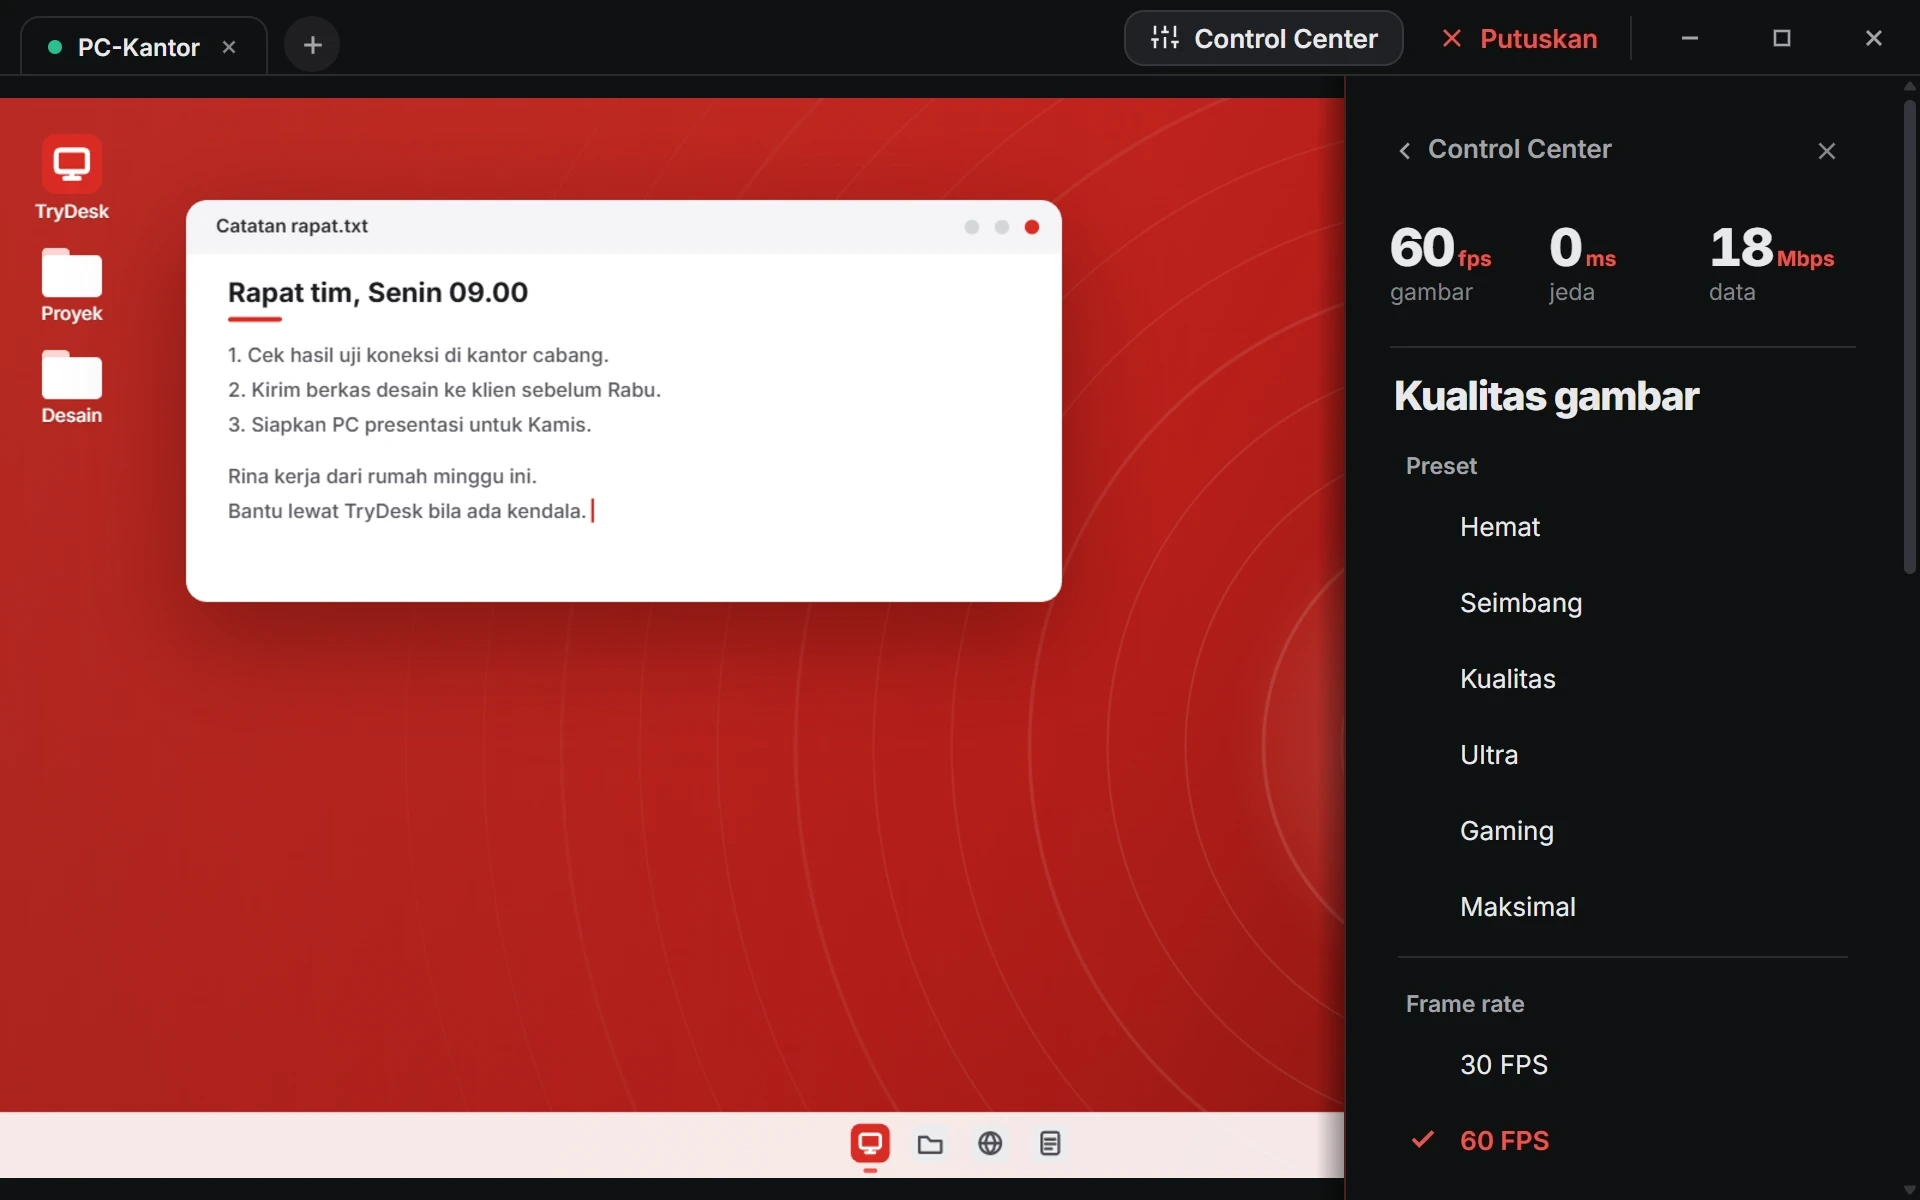 PC-Kantor
Control Center
Putuskan
TryDesk
Proyek
Desain
Catatan rapat.txt
Rapat tim, Senin 09.00
1. Cek hasil uji koneksi di kantor cabang.
2. Kirim berkas desain ke klien sebelum Rabu.
3. Siapkan PC presentasi untuk Kamis.
Rina kerja dari rumah minggu ini.
Bantu lewat TryDesk bila ada kendala.
Control Center
60 fps
gambar
0 ms
jeda
18 Mbps
data
Kualitas gambar
Preset
Hemat
Seimbang
Kualitas
Ultra
Gaming
Maksimal
Frame rate
30 FPS
60 FPS